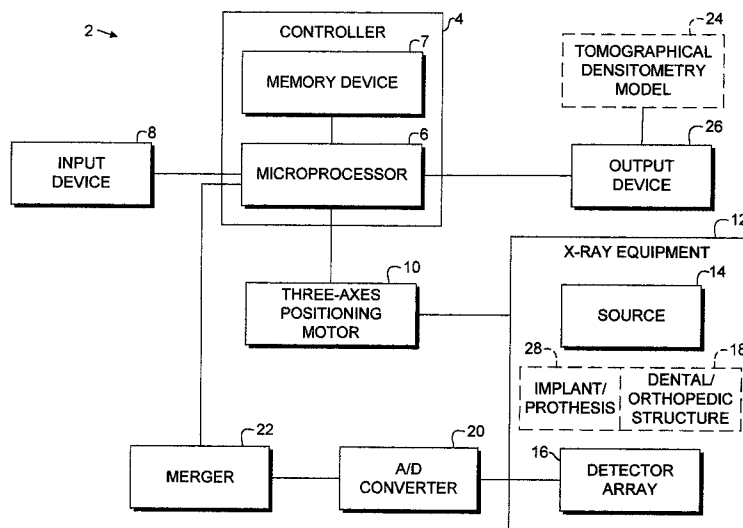 2
CONTROLLER
4
7
MEMORY DEVICE
24
TOMOGRAPHICAL
DENSITOMETRY
MODEL
8
INPUT
DEVICE
6
MICROPROCESSOR
26
OUTPUT
DEVICE
12
X-RAY EQUIPMENT
10
THREE-AXES
POSITIONING
MOTOR
14
SOURCE
28
IMPLANT/
PROTHESIS
18
DENTAL/
ORTHOPEDIC
STRUCTURE
22
MERGER
20
A/D
CONVERTER
16
DETECTOR
ARRAY